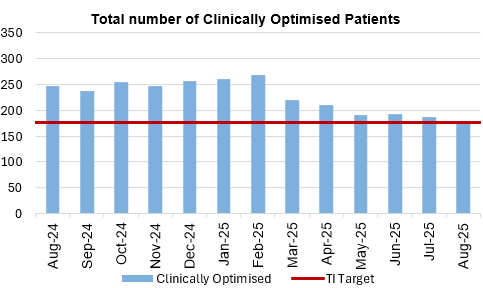 Total number of Clinically Optimised Patients
350
300
250
200
150
100
50
0
Aug-24
Sep-24
Oct-24
Nov-24
Dec-24
Jan-25
Feb-25
Mar-25
Apr-25
May-25
Jun-25
Jul-25
Aug-25
Clinically Optimised
TI Target